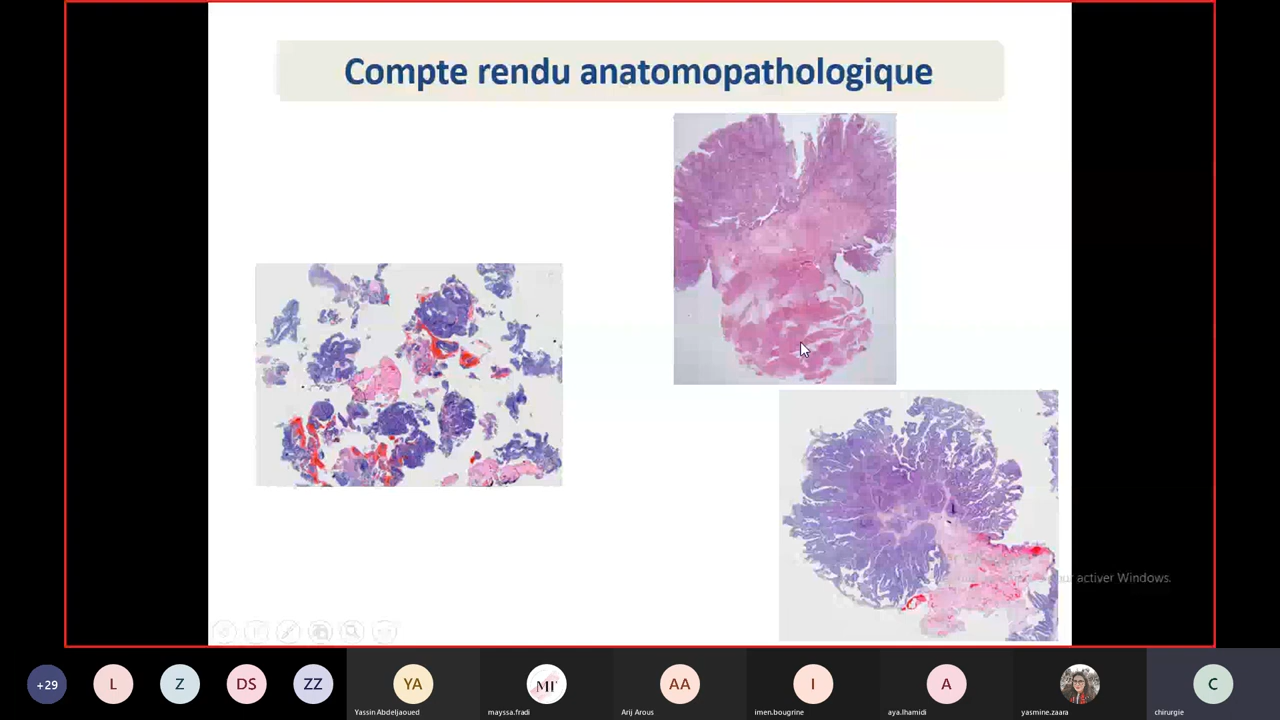 Compte rendu anatomopathologique
activer Windows.
+29
L
Z
DS
ZZ
YA
MF
AA
I
A
C
Yassin Abdeljaoued
mayssa.fradi
Arij Arous
imen.bougrine
aya.lhamidi
yasmine.zaara
chirurgie